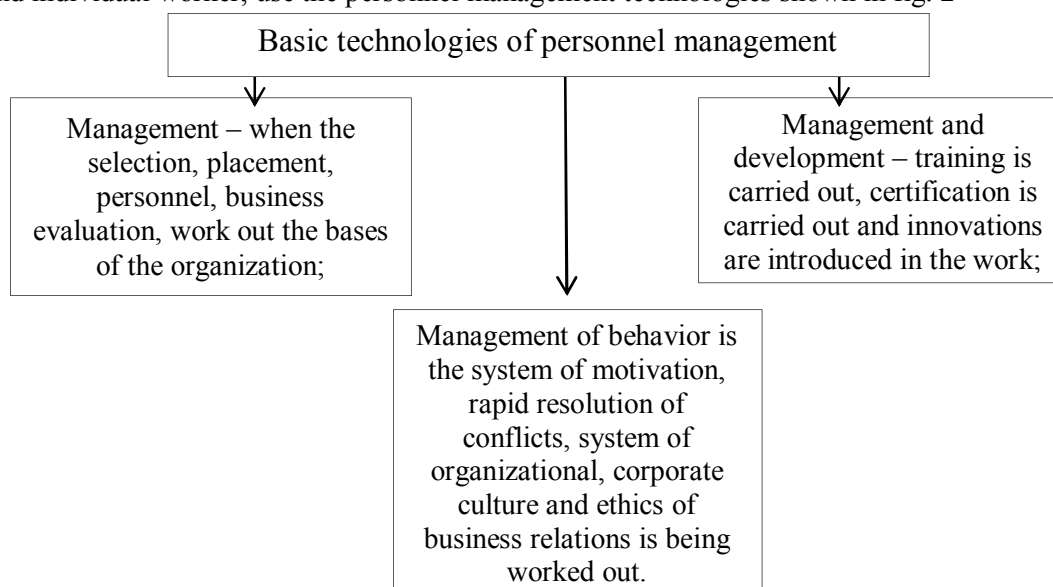 and individual worker, use the personnel management technologies shown in fig. 2
Basic technologies of personnel management
Management – when the
selection, placement,
personnel, business
evaluation, work out the bases
of the organization;
Management and
development – training is
carried out, certification is
carried out and innovations
are introduced in the work;
Management of behavior is
the system of motivation,
rapid resolution of
conflicts, system of
organizational, corporate
culture and ethics of
business relations is being
worked out.